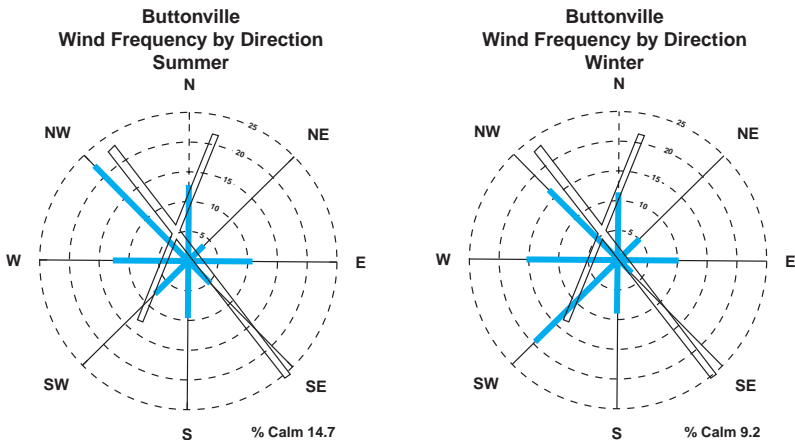 Buttonville
Wind Frequency by Direction
Summer
N
NW
NE
25
20
15
10
5
W
E
SW
SE
S
% Calm 14.7
Buttonville
Wind Frequency by Direction
Winter
N
NW
NE
25
20
15
10
5
W
E
SW
SE
S
% Calm 9.2